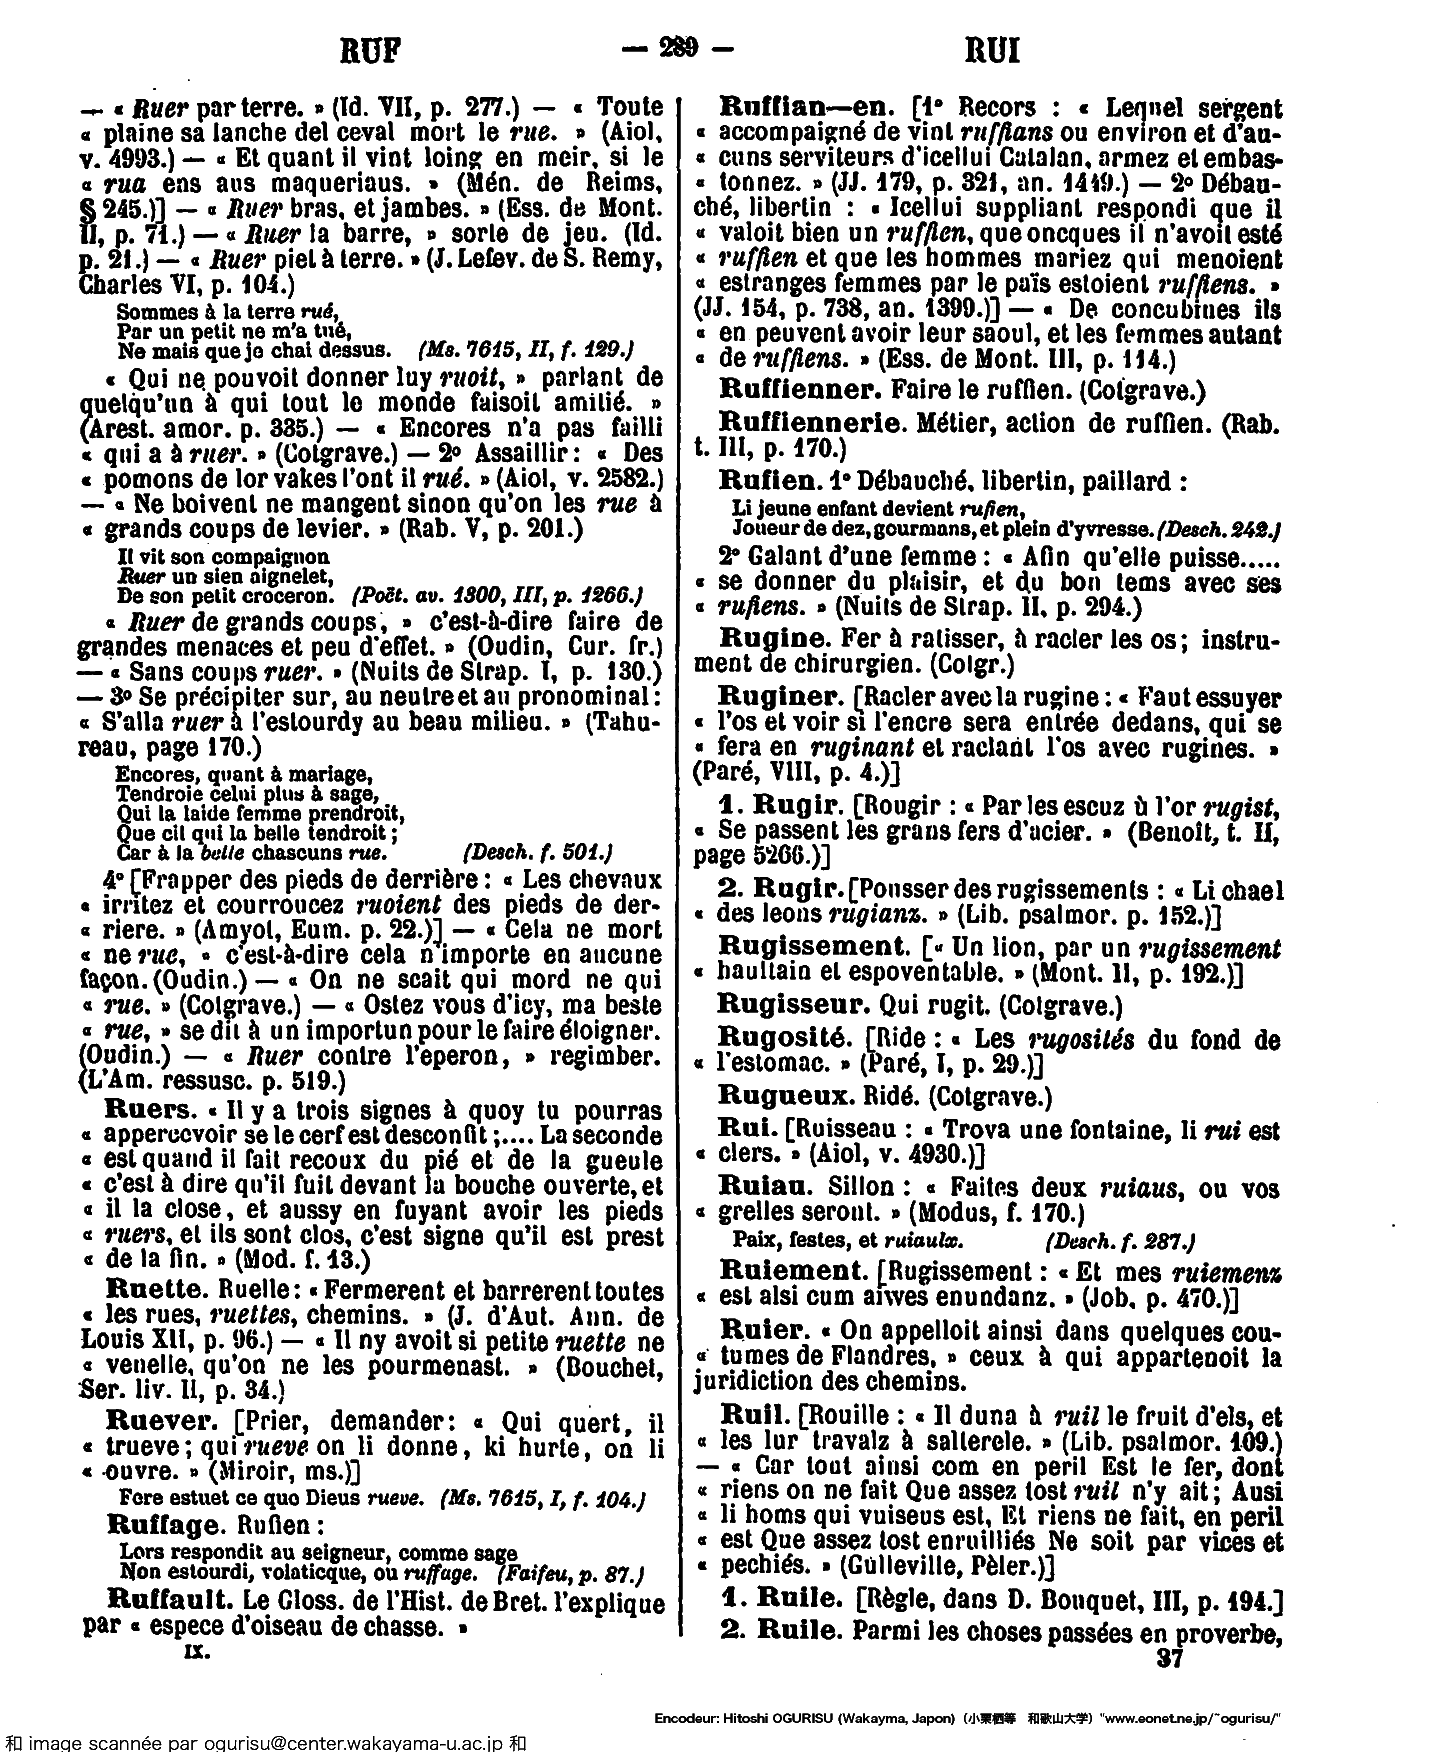 RUF — 289 — RUI
— « Ruer par terre. » (Id. VII, p. 277.) — « Toute
« plaine sa lanche del ceval mort le rue. » (Aiol,
v. 4993.) — « Et quant il vint loing en meir, si le
« rua ens aus maqueriaus. » (Mén. de Reims,
§ 245.)] — « Ruer bras, et jambes. » (Ess. de Mont.
II, p. 71.) — « Ruer la barre, » sorte de jeu. (Id.
p. 21.) — « Ruer piet à terre. » (J. Lefev. de S. Remy,
Charles VI, p. 104.)
Sommes à la terre rué,
Par un petit ne m'a tué,
Ne mais que je chai dessus. (Ms. 7615, II, f. 129.)
« Qui ne pouvoit donner luy ruoit, » parlant de
quelqu'un à qui tout le monde faisoit amitié. »
(Arest. amor. p. 335.) — « Encores n'a pas failli
« qui a à ruer. » (Cotgrave.) — 2º Assaillir : « Des
« pomons de lor vakes l'ont il rué. » (Aiol, v. 2582.)
— « Ne boivent ne mangent sinon qu'on les rue à
« grands coups de levier. » (Rab. V, p. 201.)
Il vit son compaignon
Ruer un sien aignelet,
De son petit croceron. (Poët. av. 1300, III, p. 1266.)
« Ruer de grands coups, » c'est-à-dire faire de
grandes menaces et peu d'effet. » (Oudin, Cur. fr.)
— « Sans coups ruer. » (Nuits de Strap. I, p. 130.)
— 3º Se précipiter sur, au neutre et au pronominal :
« S'alla ruer à l'estourdy au beau milieu. » (Tahu-
reau, page 170.)
Encores, quant à mariage,
Tendroie celui plus à sage,
Qui la laide femme prendroit,
Que cil qui la belle tendroit ;
Car à la belle chascuns rue. (Desch. f. 501.)
4º [Frapper des pieds de derrière : « Les chevaux
« irritez et courroucez ruoient des pieds de der-
« riere. » (Amyot, Eum. p. 22.)] — « Cela ne mort
« ne rue, » c'est-à-dire cela n'importe en aucune
façon. (Oudin.) — « On ne scait qui mord ne qui
« rue. » (Cotgrave.) — « Ostez vous d'icy, ma beste
« rue, » se dit à un importun pour le faire éloigner.
(Oudin.) — « Ruer contre l'eperon, » regimber.
(L'Am. ressusc. p. 519.)
Ruers. « Il y a trois signes à quoy tu pourras
« appercevoir se le cerf est desconfit ;.... La seconde
« est quand il fait recoux du pié et de la gueule
« c'est à dire qu'il fuit devant la bouche ouverte, et
« il la close, et aussy en fuyant avoir les pieds
« ruers, et ils sont clos, c'est signe qu'il est prest
« de la fin. » (Mod. f. 13.)
Ruette. Ruelle : « Fermerent et barrerent toutes
« les rues, ruettes, chemins. » (J. d'Aut. Ann. de
Louis XII, p. 96.) — « Il ny avoit si petite ruette ne
« venelle, qu'on ne les pourmenast. » (Bouchet,
Ser. liv. II, p. 34.)
Ruever. [Prier, demander : « Qui quert, il
« trueve ; qui rueve on li donne, ki hurte, on li
« ouvre. » (Miroir, ms.)]
Fore estuet ce quo Dieus rueve. (Ms. 7615, I, f. 104.)
Ruffage. Rufien :
Lors respondit au seigneur, comme sage
Non estourdi, volaticque, ou ruffage. (Faifeu, p. 87.)
Ruffault. Le Gloss. de l'Hist. de Bret. l'explique
par « espece d'oiseau de chasse. »
IX.
Ruffian—en. [1º Recors : « Lequel sergent
« accompaigné de vint ruffians ou environ et d'au-
« cuns serviteurs d'icellui Catalan, armez et embas-
« tonnez. » (JJ. 179, p. 321, an. 1449.) — 2º Débau-
ché, libertin : « Icellui suppliant respondi que il
« valoit bien un ruffien, que oncques il n'avoit esté
« ruffien et que les hommes mariez qui menoient
« estranges femmes par le païs estoient ruffiens. »
(JJ. 154, p. 738, an. 1399.)] — « De concubines ils
« en peuvent avoir leur saoul, et les femmes autant
« de ruffiens. » (Ess. de Mont. III, p. 114.)
Ruffienner. Faire le ruffien. (Cotgrave.)
Ruffiennerie. Métier, action de ruffien. (Rab.
t. III, p. 170.)
Rufien. 1º Débauché, libertin, paillard :
Li jeune enfant devient rufien,
Joueur de dez, gourmans, et plein d'yvresse. (Desch. 242.)
2º Galant d'une femme : « Afin qu'elle puisse.....
« se donner du plaisir, et du bon tems avec ses
« rufiens. » (Nuits de Strap. II, p. 294.)
Rugine. Fer à ratisser, à racler les os ; instru-
ment de chirurgien. (Cotgr.)
Ruginer. [Racler avec la rugine : « Faut essuyer
« l'os et voir si l'encre sera entrée dedans, qui se
« fera en ruginant et raclant l'os avec rugines. »
(Paré, VIII, p. 4.)]
1. Rugir. [Rougir : « Par les escuz ù l'or rugist,
« Se passent les grans fers d'acier. » (Benoît, t. II,
page 5266.)]
2. Rugir. [Pousser des rugissements : « Li chael
« des leons rugianz. » (Lib. psalmor. p. 152.)]
Rugissement. [« Un lion, par un rugissement
« haultain et espoventable. » (Mont. II, p. 192.)]
Rugisseur. Qui rugit. (Cotgrave.)
Rugosité. [Ride : « Les rugosités du fond de
« l'estomac. » (Paré, I, p. 29.)]
Rugueux. Ridé. (Cotgrave.)
Rui. [Ruisseau : « Trova une fontaine, li rui est
« clers. » (Aiol, v. 4930.)]
Ruiau. Sillon : « Faites deux ruiaus, ou vos
« grelles seront. » (Modus, f. 170.)
Paix, festes, et ruiaulx. (Desch. f. 287.)
Ruiement. [Rugissement : « Et mes ruiemenz
« est alsi cum aiwes enundanz. » (Job, p. 470.)]
Ruier. « On appelloit ainsi dans quelques cou-
« tumes de Flandres, » ceux à qui appartenoit la
juridiction des chemins.
Ruil. [Rouille : « Il duna à ruil le fruit d'els, et
« les lur travalz à salterele. » (Lib. psalmor. 109.)
— « Car tout ainsi com en peril Est le fer, dont
« riens on ne fait Que assez tost ruil n'y ait ; Ausi
« li homs qui vuiseus est, Et riens ne fait, en peril
« est Que assez tost enruilliés Ne soit par vices et
« pechiés. » (Guilleville, Pèler.)]
1. Ruile. [Règle, dans D. Bouquet, III, p. 194.]
2. Ruile. Parmi les choses passées en proverbe,
37
Encodeur: Hitoshi OGURISU (Wakayma, Japon) (小栗栖等 和歌山大学) "www.eonet.ne.jp/~ogurisu/"
和 image scannée par ogurisu@center.wakayama-u.ac.jp 和